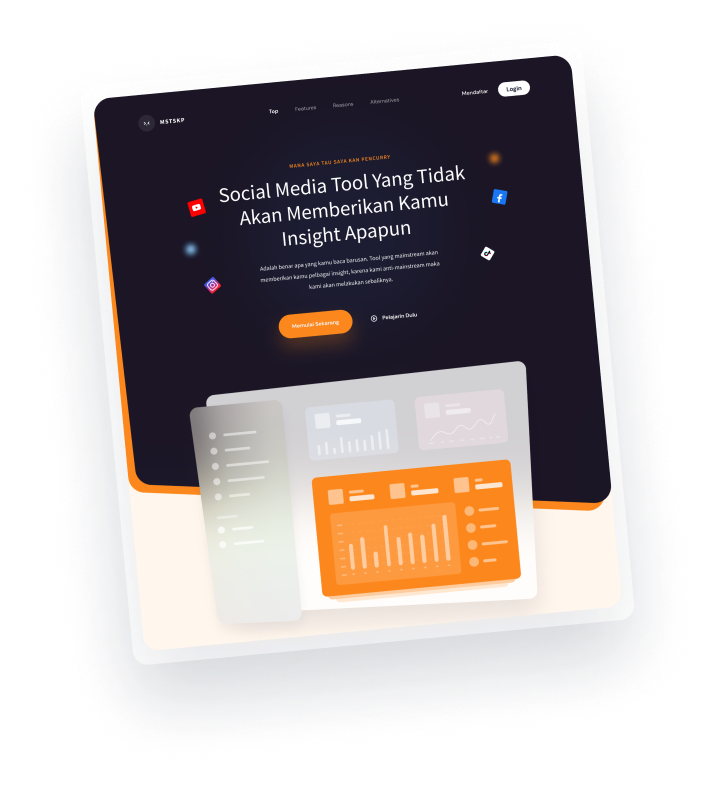 MSTSKP
Top
Features
Reasons
Alternatives
Mendaftar
Login
MANA SAYA TAU SAYA KAN PENCURRY
Social Media Tool Yang Tidak
Akan Memberikan Kamu
Insight Apapun
Adalah benar apa yang kamu baca barusan. Tool yang mainstream akan
memberikan kamu pelbagai insight, karena kami anti-mainstream maka
kami akan melakukan sebaliknya.
Memulai Sekarang
Pelajarin Dulu